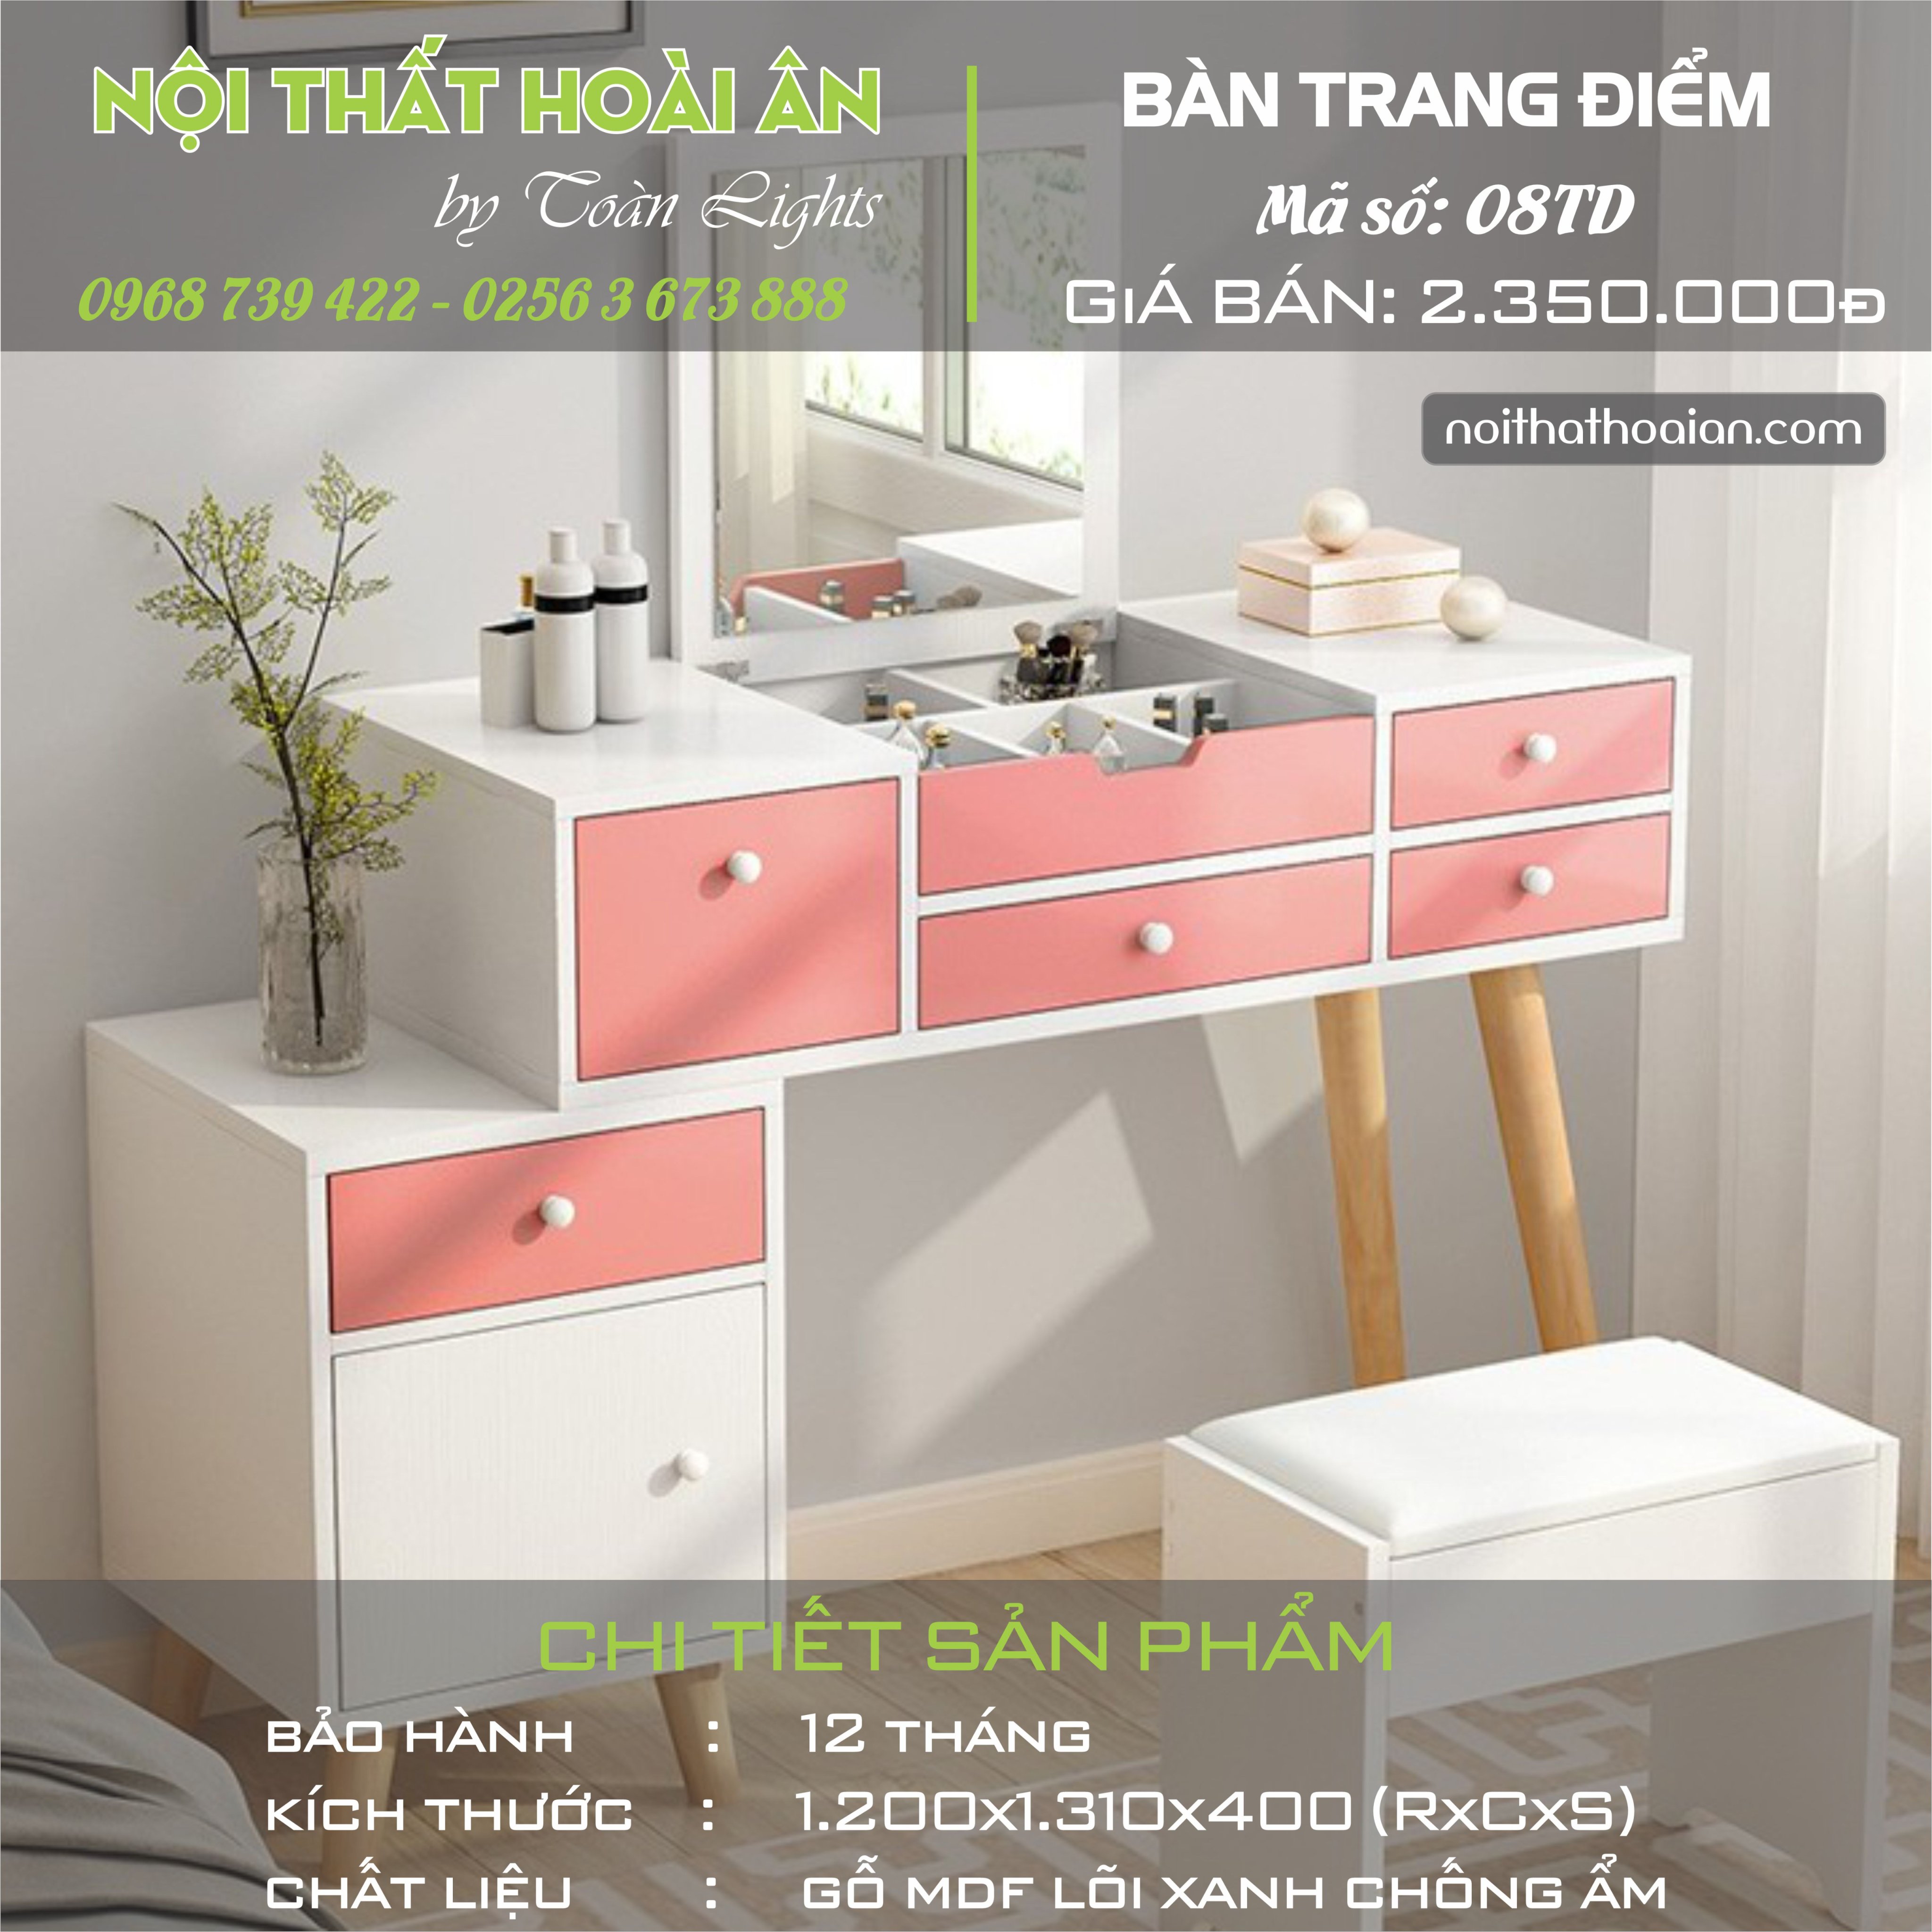 NỘI THẤT HOÀI ÂN
by Toàn Lights
0968 739 422 - 0256 3 673 888
BÀN TRANG ĐIỂM
Mã số: 08TD
GIÁ BÁN: 2.350.000Đ
noithathoaian.com
CHI TIẾT SẢN PHẨM
BẢO HÀNH : 12 THÁNG
KÍCH THƯỚC : 1.200x1.310x400 (RxCxS)
CHẤT LIỆU : GỖ MDF LÕI XANH CHỐNG ẨM